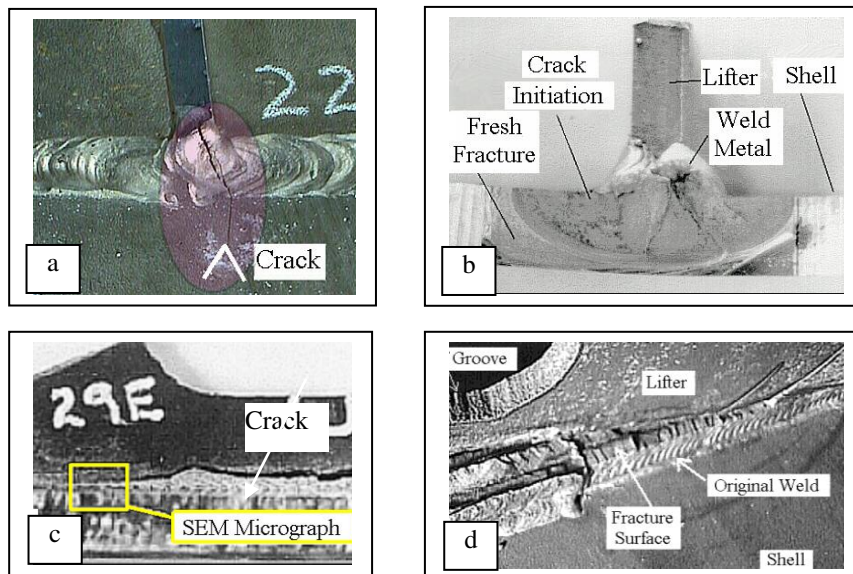 22
Crack
a
Crack
Initiation
Fresh
Fracture
Lifter
Shell
Weld
Metal
b
29E
Crack
SEM Micrograph
c
Groove
Lifter
Original Weld
Fracture
Surface
Shell
d